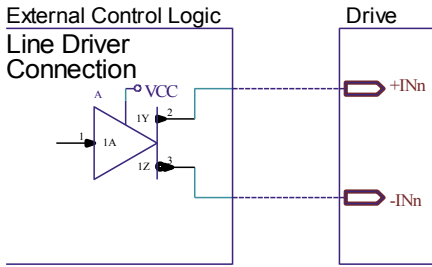 External Control Logic
Drive
Line Driver
Connection
A
VCC
+INn
1Y
2
1
1A
1Z
3
-INn